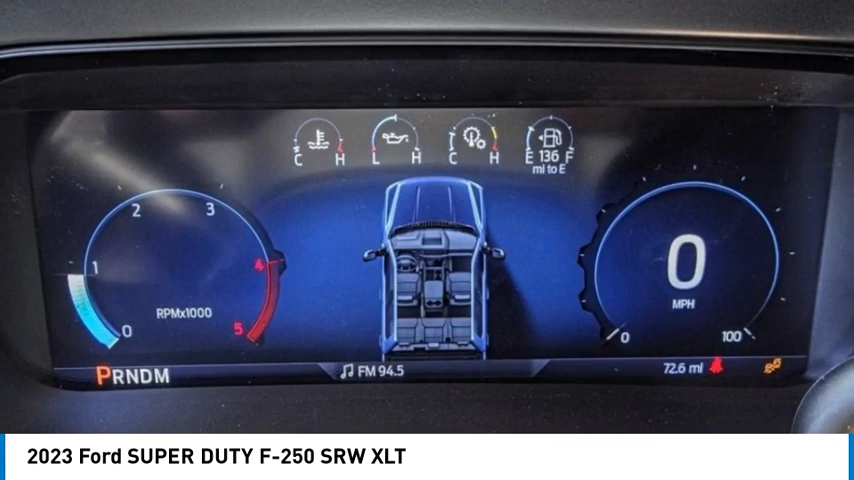 C H
L H
C H
E 136 F
mi to E
2 3
1 4
RPMx1000
0 5
0
MPH
0 100
PRNDM
FM 94.5
72.6 mi
2023 Ford SUPER DUTY F-250 SRW XLT